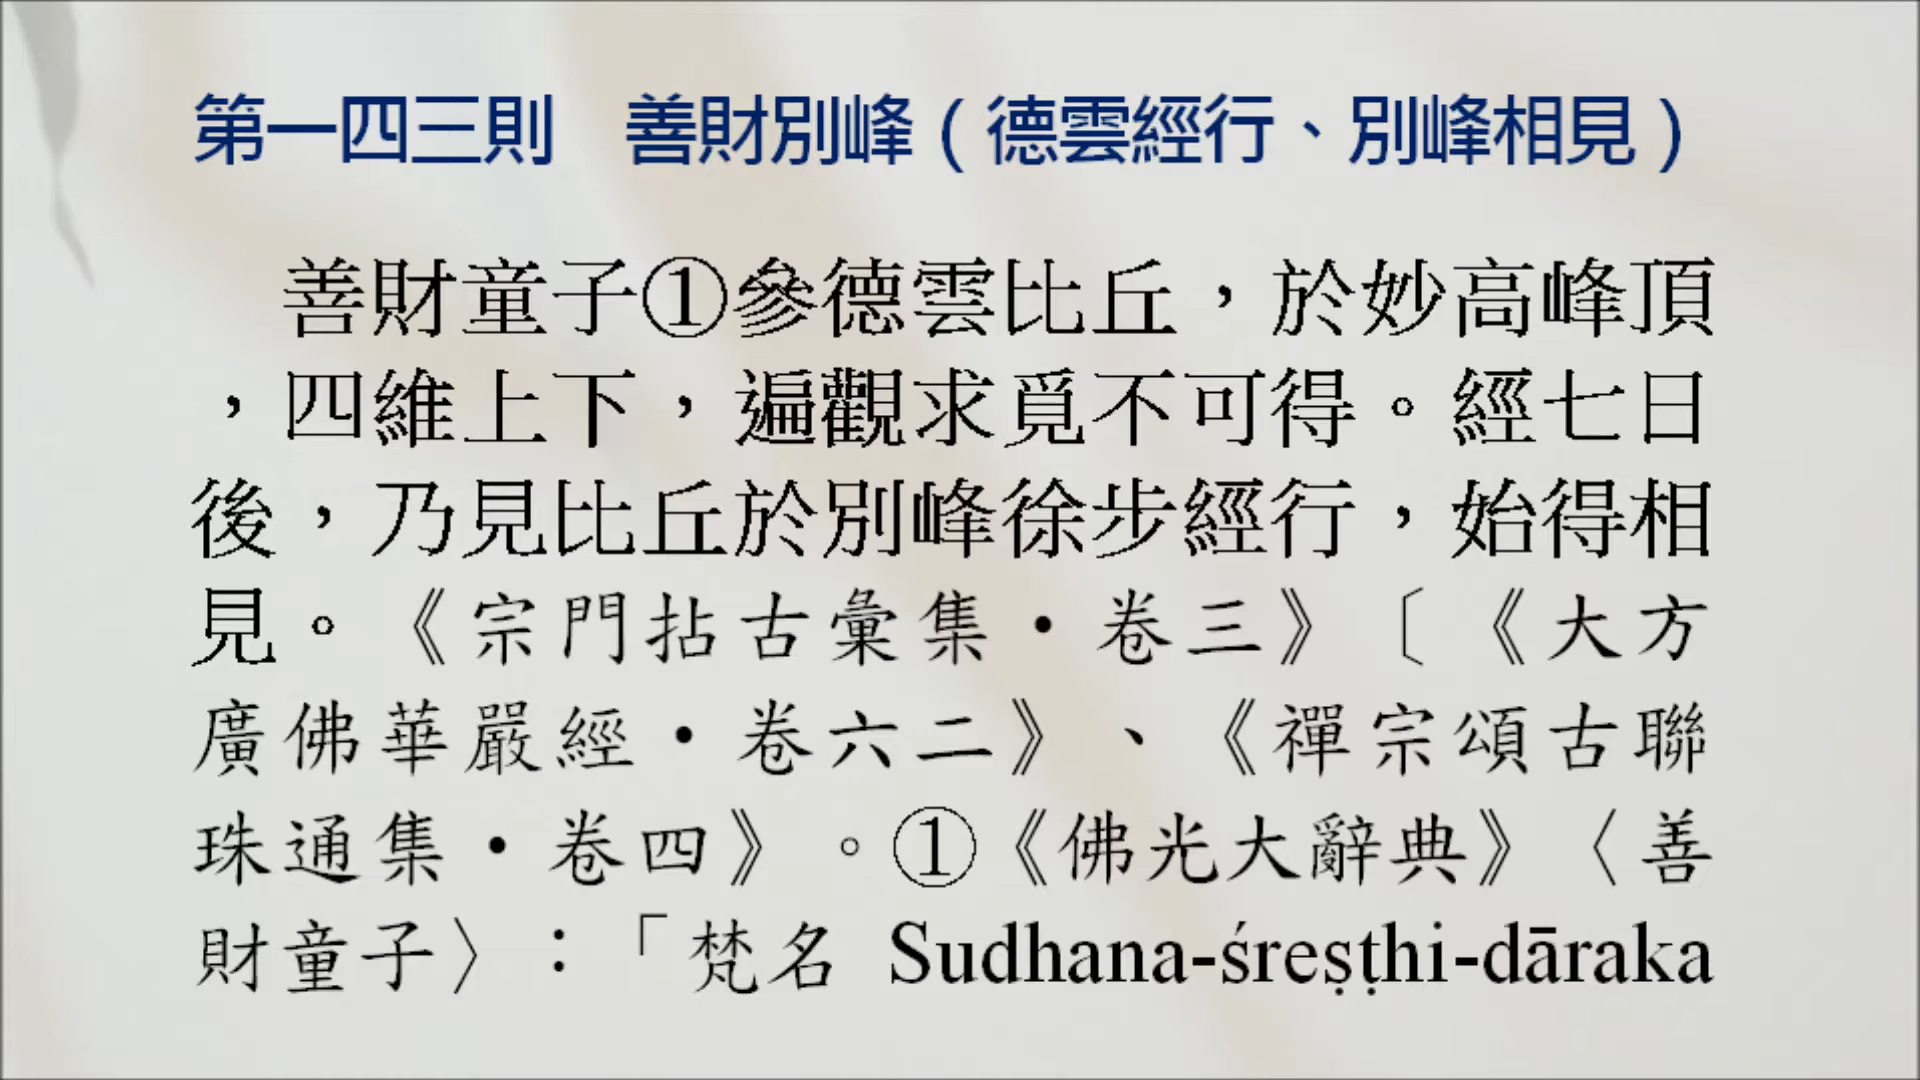 第一四三則　善財別峰（德雲經行、別峰相見）
善財童子①參德雲比丘，於妙高峰頂
，四維上下，遍觀求覓不可得。經七日
後，乃見比丘於別峰徐步經行，始得相
見。《宗門拈古彙集・卷三》〔《大方
廣佛華嚴經・卷六二》、《禪宗頌古聯
珠通集・卷四》。①《佛光大辭典》〈善
財童子〉：「梵名 Sudhana-śreṣṭhi-dāraka